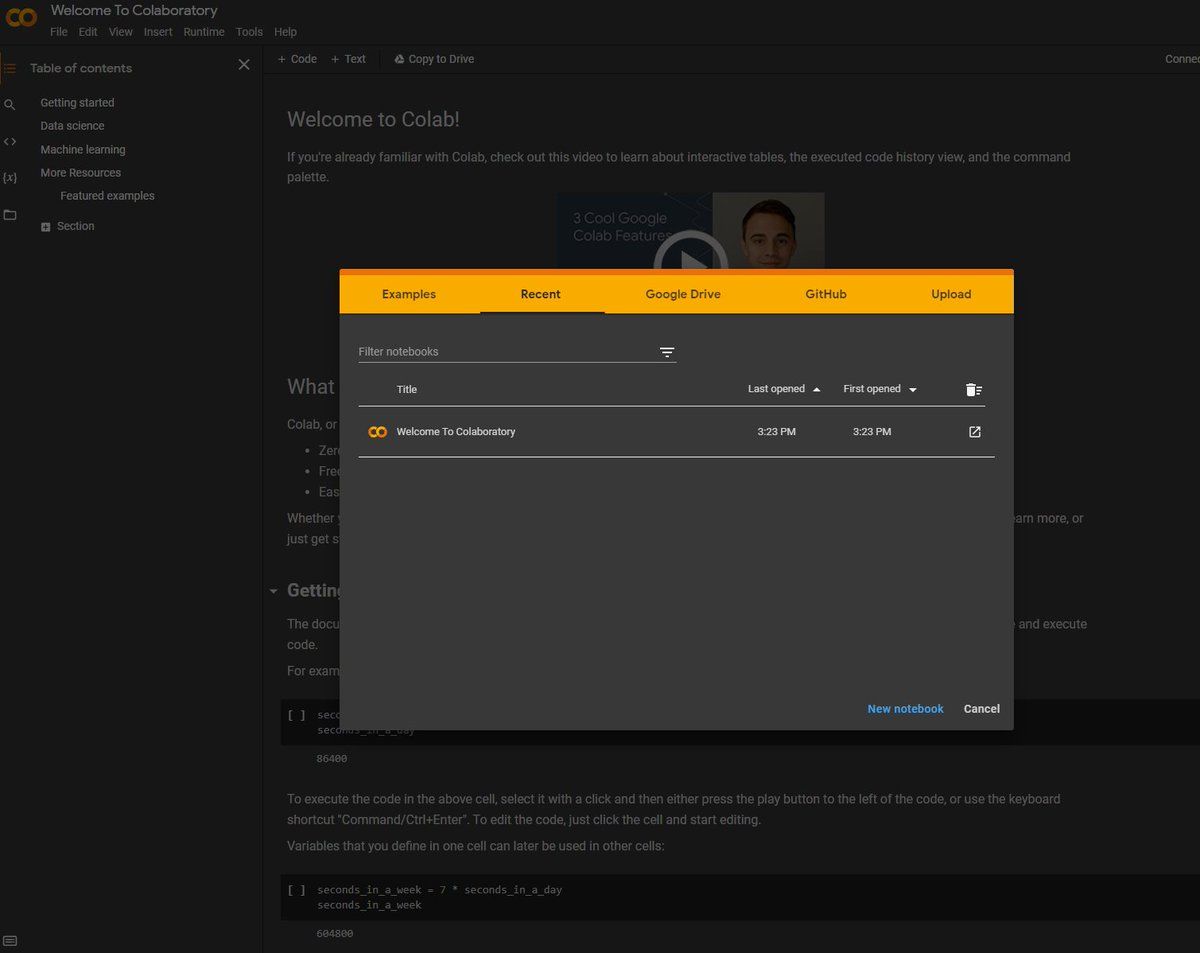 Welcome To Colaboratory
File Edit View Insert Runtime Tools Help
Table of contents
Getting started
Data science
Machine learning
More Resources
Featured examples
Section
+ Code + Text Copy to Drive
Connec
Welcome to Colab!
If you're already familiar with Colab, check out this video to learn about interactive tables, the executed code history view, and the command
palette.
3 Cool Google
Colab Features
Examples Recent Google Drive GitHub Upload
Filter notebooks
Title Last opened First opened
Welcome To Colaboratory 3:23 PM 3:23 PM
New notebook Cancel
What
Colab, or
Zero
Free
Eas
Whether y earn more, or
just get s
Getting
The docu e and execute
code.
For exam
[ ] seco
seconds_in_a_day
86400
To execute the code in the above cell, select it with a click and then either press the play button to the left of the code, or use the keyboard
shortcut "Command/Ctrl+Enter". To edit the code, just click the cell and start editing.
Variables that you define in one cell can later be used in other cells:
[ ] seconds_in_a_week = 7 * seconds_in_a_day
seconds_in_a_week
604800